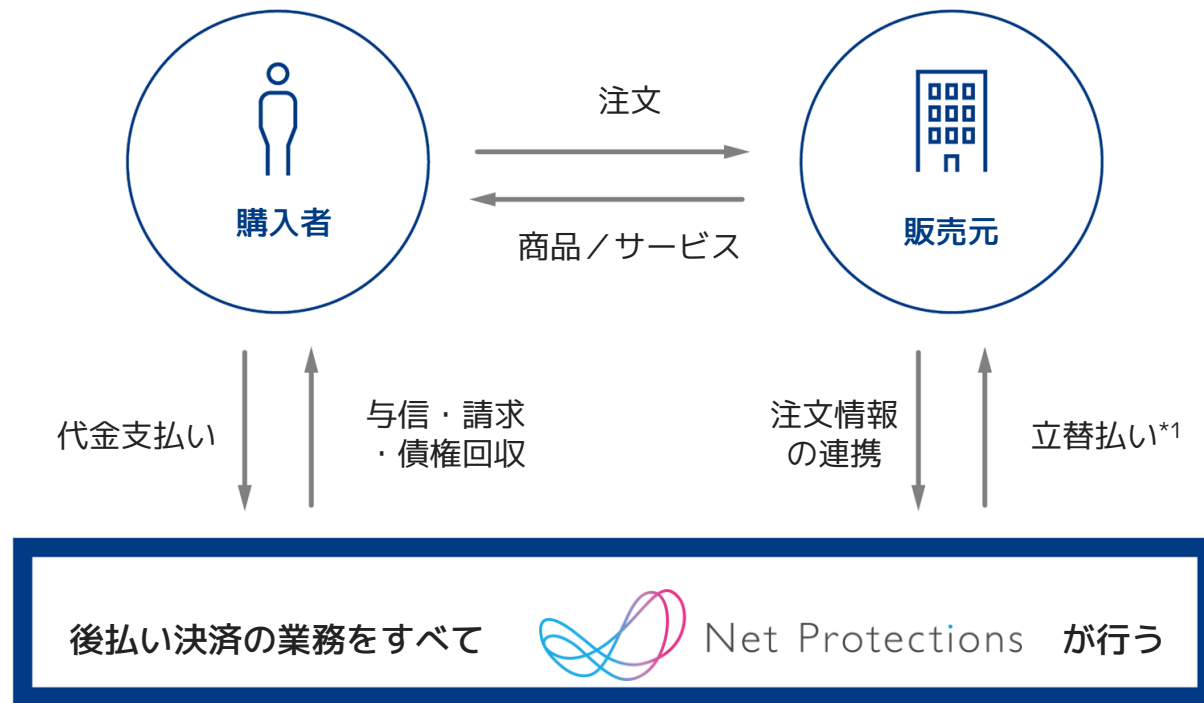 注文
購入者
販売元
商品／サービス
代金支払い
与信・請求
・債権回収
注文情報
の連携
立替払い*1
後払い決済の業務をすべて Net Protections が行う